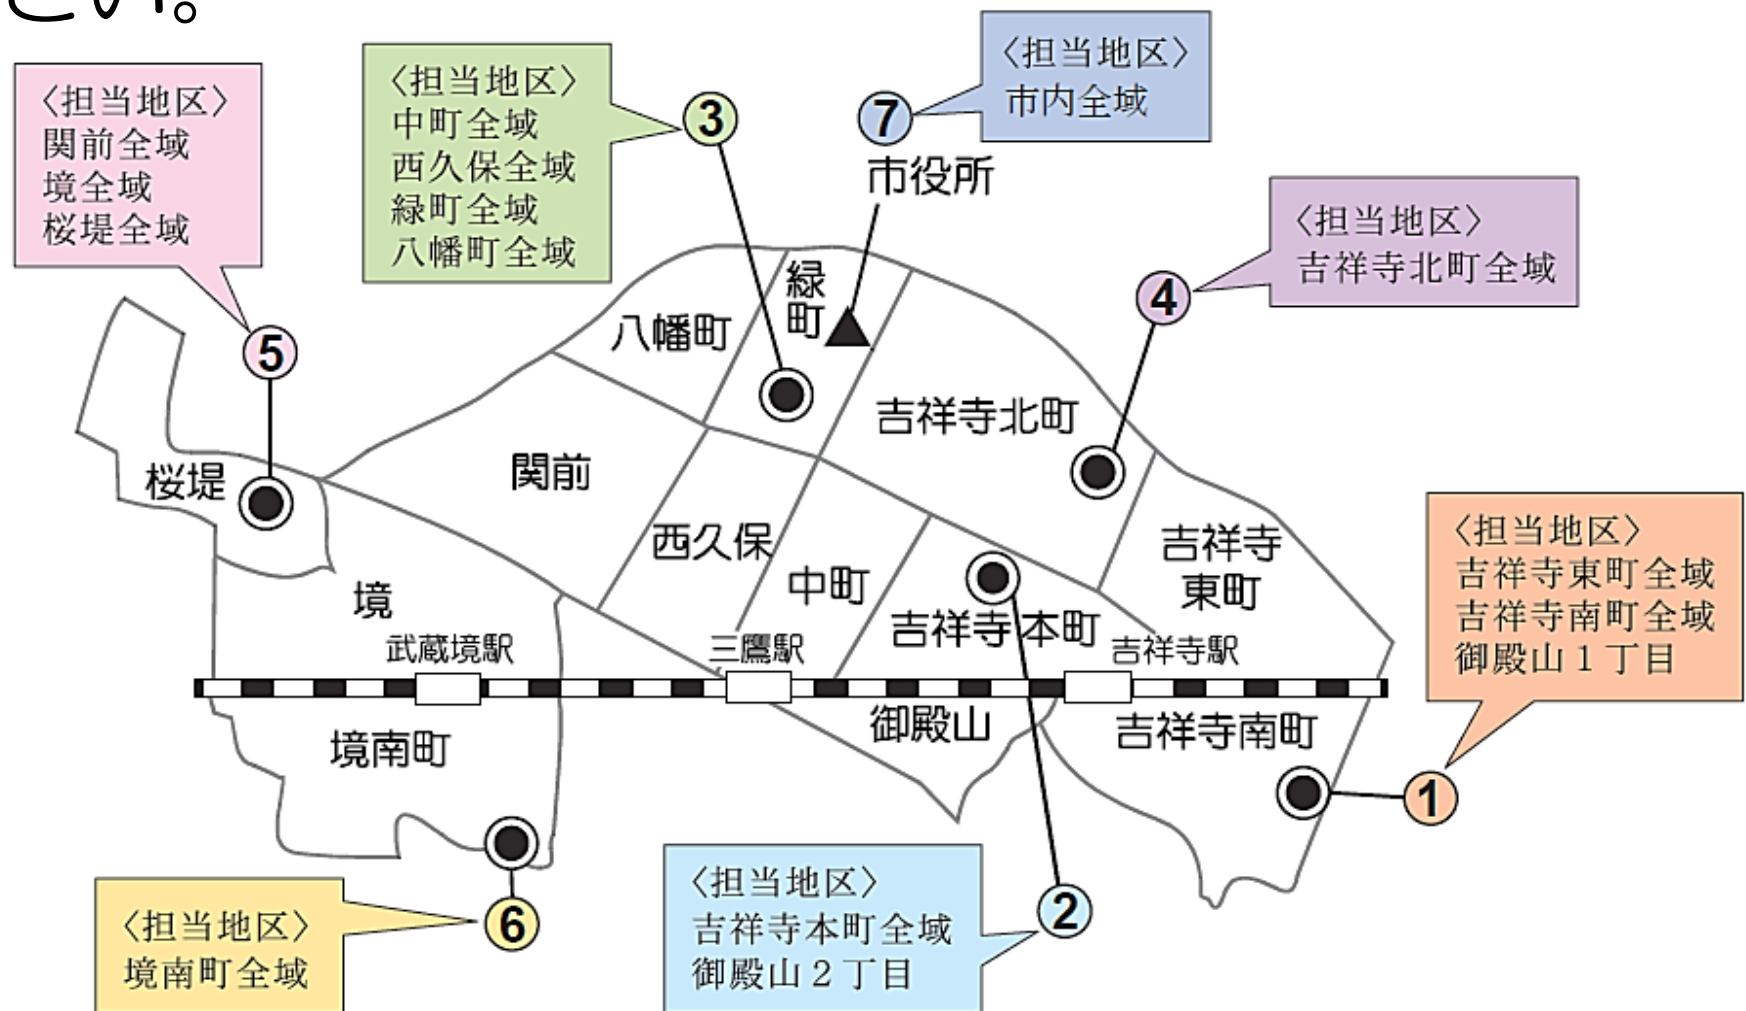 さい。
〈担当地区〉
市内全域
7
市役所
〈担当地区〉
中町全域
西久保全域
緑町全域
八幡町全域
3
〈担当地区〉
関前全域
境全域
桜堤全域
5
〈担当地区〉
吉祥寺北町全域
4
緑
町
八幡町
吉祥寺北町
関前
桜堤
西久保
吉祥寺
東町
中町
境
吉祥寺本町
武蔵境駅
三鷹駅
吉祥寺駅
〈担当地区〉
吉祥寺東町全域
吉祥寺南町全域
御殿山1丁目
1
御殿山
吉祥寺南町
境南町
〈担当地区〉
境南町全域
6
〈担当地区〉
吉祥寺本町全域
御殿山2丁目
2